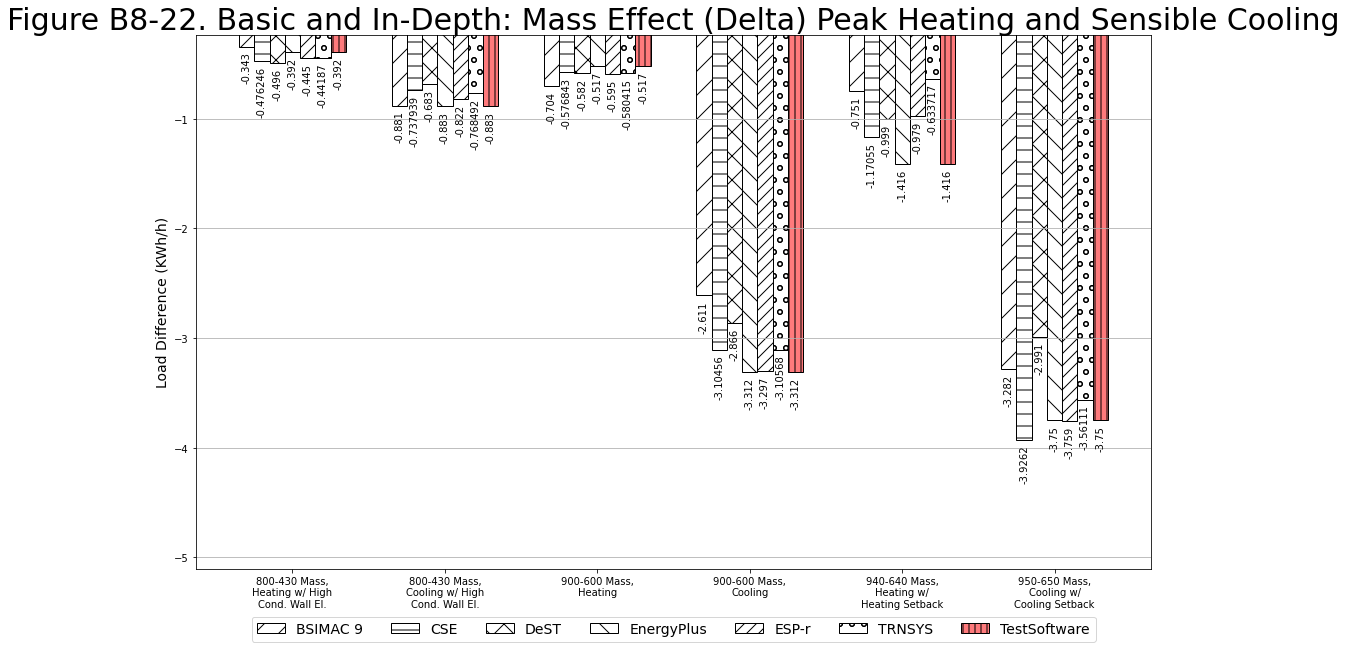 Figure B8-22. Basic and In-Depth: Mass Effect (Delta) Peak Heating and Sensible Cooling
Load Difference (KWh/h)
−1
−2
−3
−4
−5
-0.343
-0.476246
-0.496
-0.392
-0.445
-0.44187
-0.392
-0.881
-0.737939
-0.683
-0.883
-0.822
-0.768492
-0.883
-0.704
-0.576843
-0.582
-0.517
-0.595
-0.580415
-0.517
-2.611
-3.10456
-2.866
-3.312
-3.297
-3.10568
-3.312
-0.751
-1.17055
-0.999
-1.416
-0.979
-0.633717
-1.416
-3.282
-3.9262
-2.991
-3.75
-3.759
-3.56111
-3.75
800-430 Mass,
Heating w/ High
Cond. Wall El.
800-430 Mass,
Cooling w/ High
Cond. Wall El.
900-600 Mass,
Heating
900-600 Mass,
Cooling
940-640 Mass,
Heating w/
Heating Setback
950-650 Mass,
Cooling w/
Cooling Setback
BSIMAC 9
CSE
DeST
EnergyPlus
ESP-r
TRNSYS
TestSoftware